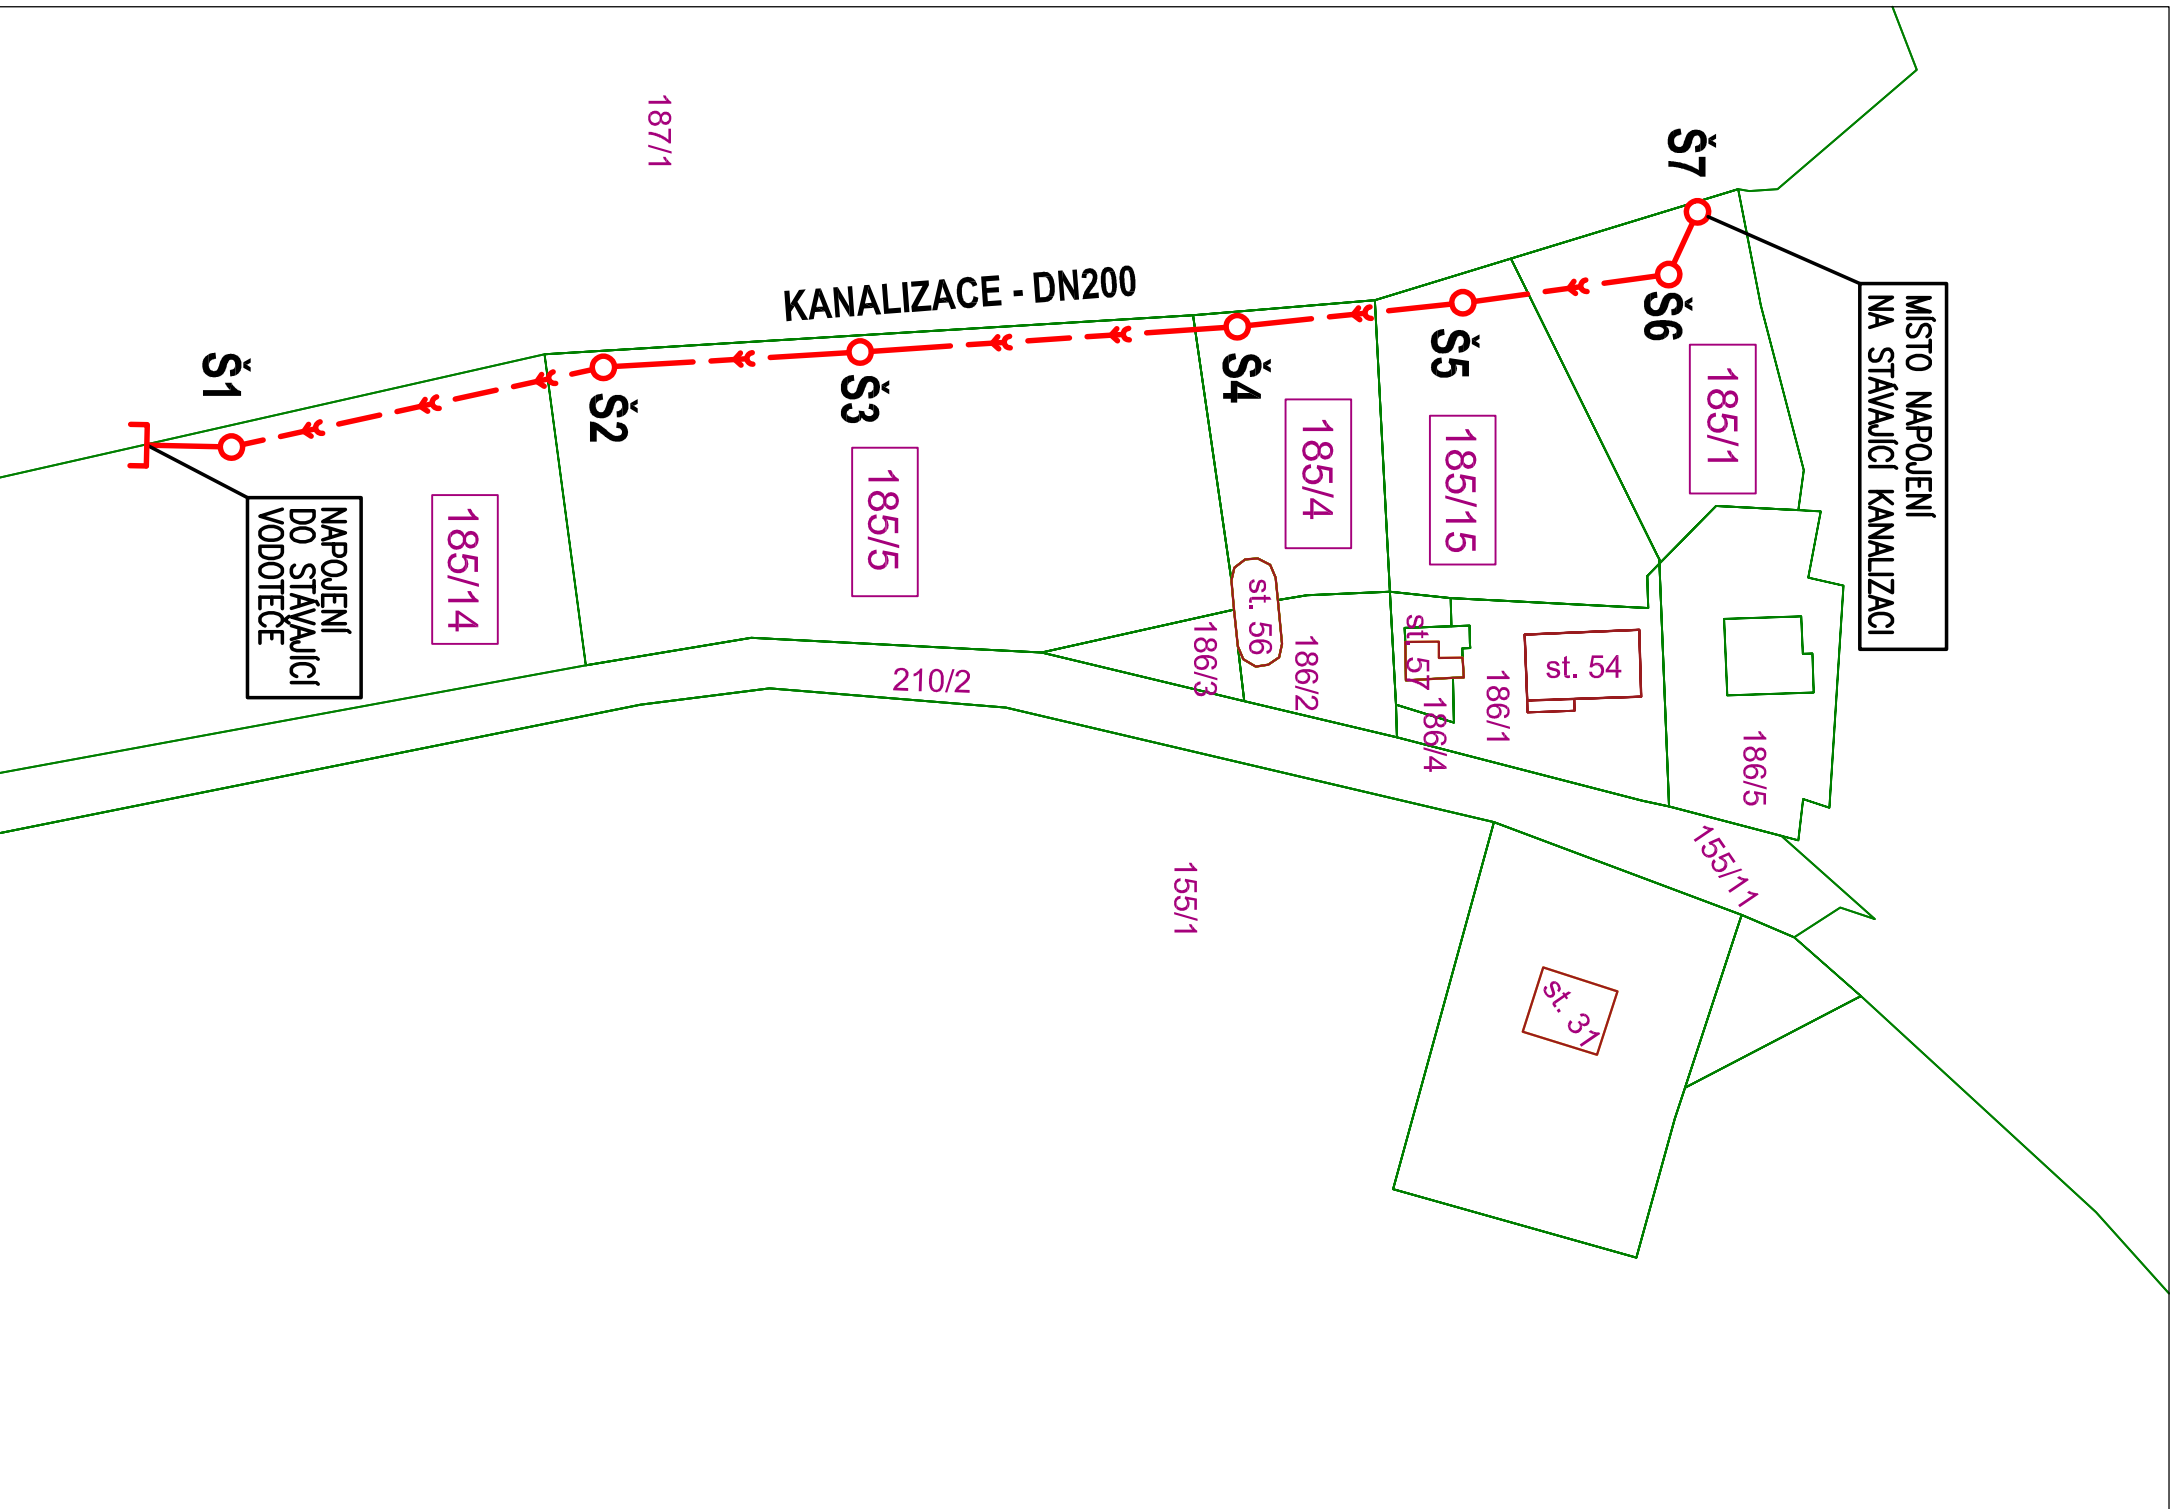 187/1
Š7
MÍSTO NAPOJENÍ
NA STÁVAJÍCÍ KANALIZACI
Š6
KANALIZACE - DN200
Š5
Š4
Š3
Š2
Š1
185/1
185/15
185/4
185/5
185/14
NAPOJENÍ
DO STÁVAJÍCÍ
VODOTEČE
st. 56
186/3
186/2
st. 57
186/4
186/1
st. 54
186/5
210/2
155/11
155/1
st. 31